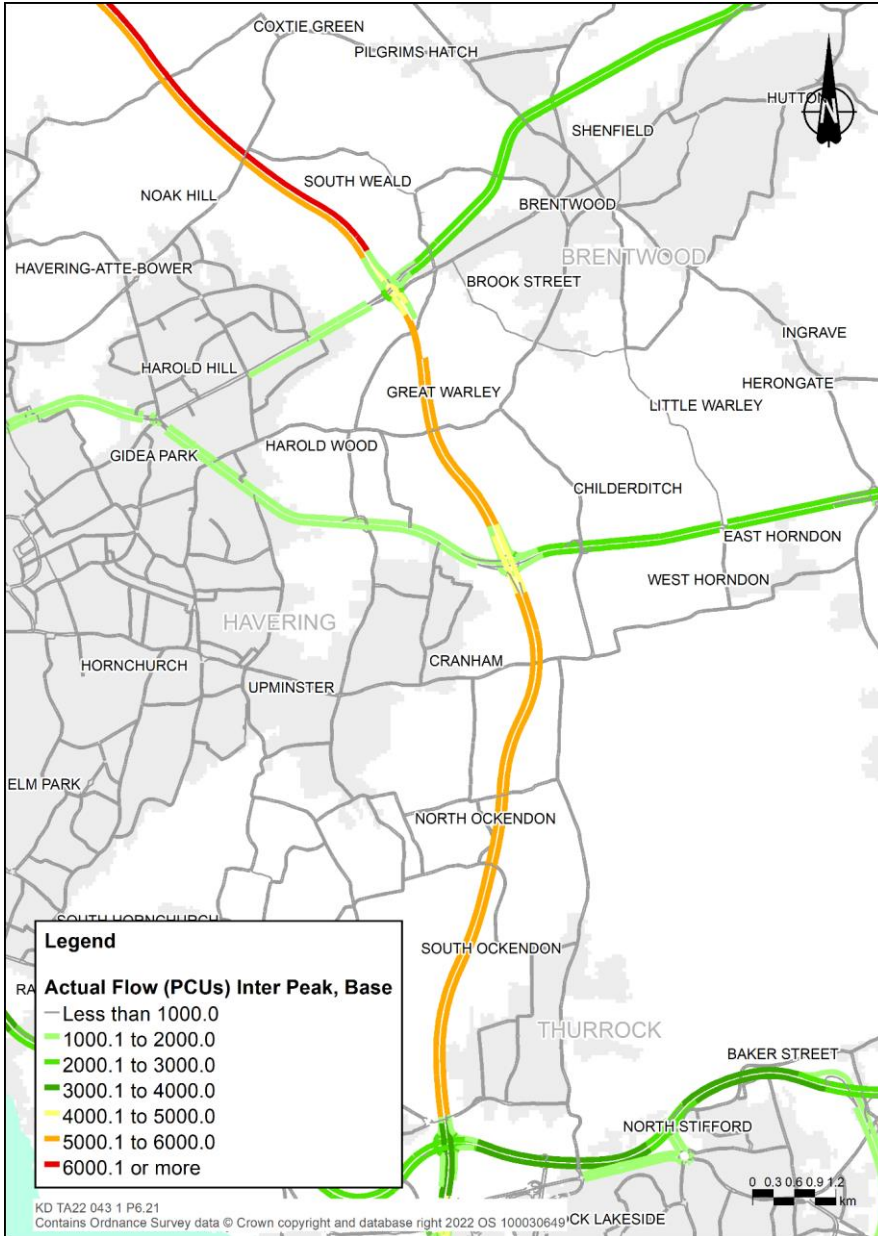 COXTIE GREEN
PILGRIMS HATCH
HUTTON
N
SHENFIELD
SOUTH WEALD
NOAK HILL
BRENTWOOD
BRENTWOOD
HAVERING-ATTE-BOWER
BROOK STREET
INGRAVE
HAROLD HILL
HERONGATE
GREAT WARLEY
LITTLE WARLEY
HAROLD WOOD
GIDEA PARK
CHILDERDITCH
EAST HORNDON
WEST HORNDON
HAVERING
CRANHAM
HORNCHURCH
UPMINSTER
ELM PARK
NORTH OCKENDON
SOUTH HORNCHURCH
SOUTH OCKENDON
RA
THURROCK
BAKER STREET
NORTH STIFFORD
CK LAKESIDE
Legend
Actual Flow (PCUs) Inter Peak, Base
Less than 1000.0
1000.1 to 2000.0
2000.1 to 3000.0
3000.1 to 4000.0
4000.1 to 5000.0
5000.1 to 6000.0
6000.1 or more
0 0.3 0.6 0.9 1.2
km
KD TA22 043 1 P6.21
Contains Ordnance Survey data © Crown copyright and database right 2022 OS 100030649